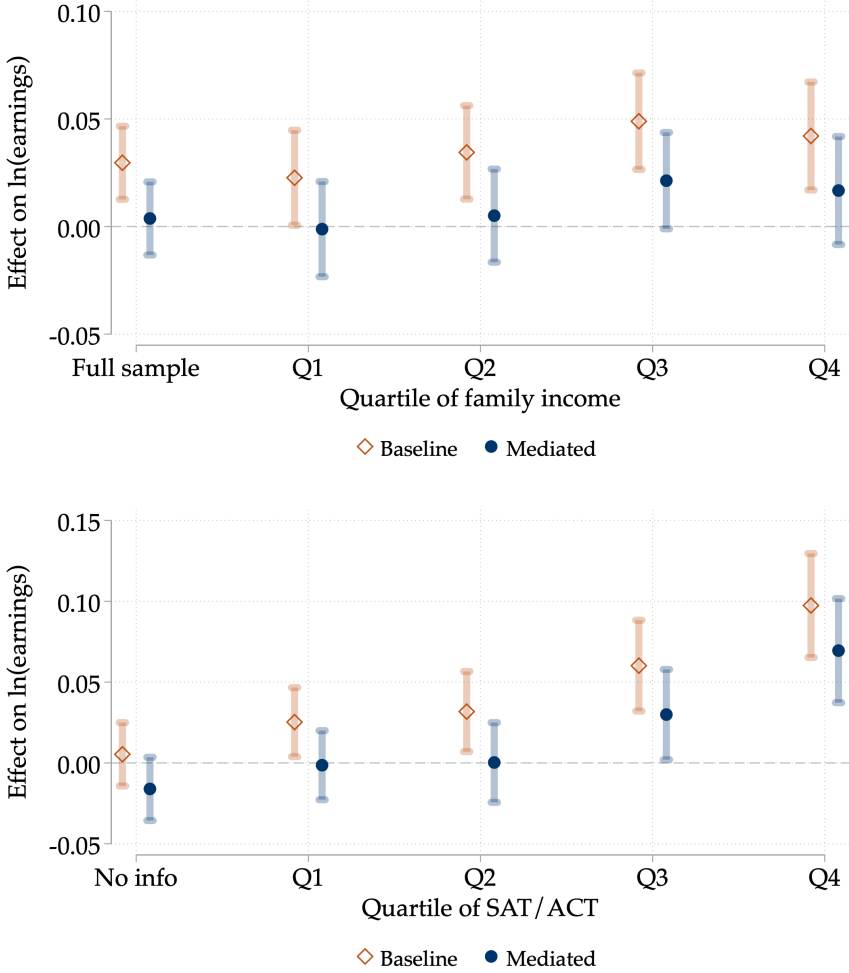 Effect on ln(earnings)
0.10
0.05
0.00
-0.05
Full sample Q1 Q2 Q3 Q4
Quartile of family income
Baseline Mediated
Effect on ln(earnings)
0.15
0.10
0.05
0.00
-0.05
No info Q1 Q2 Q3 Q4
Quartile of SAT/ACT
Baseline Mediated